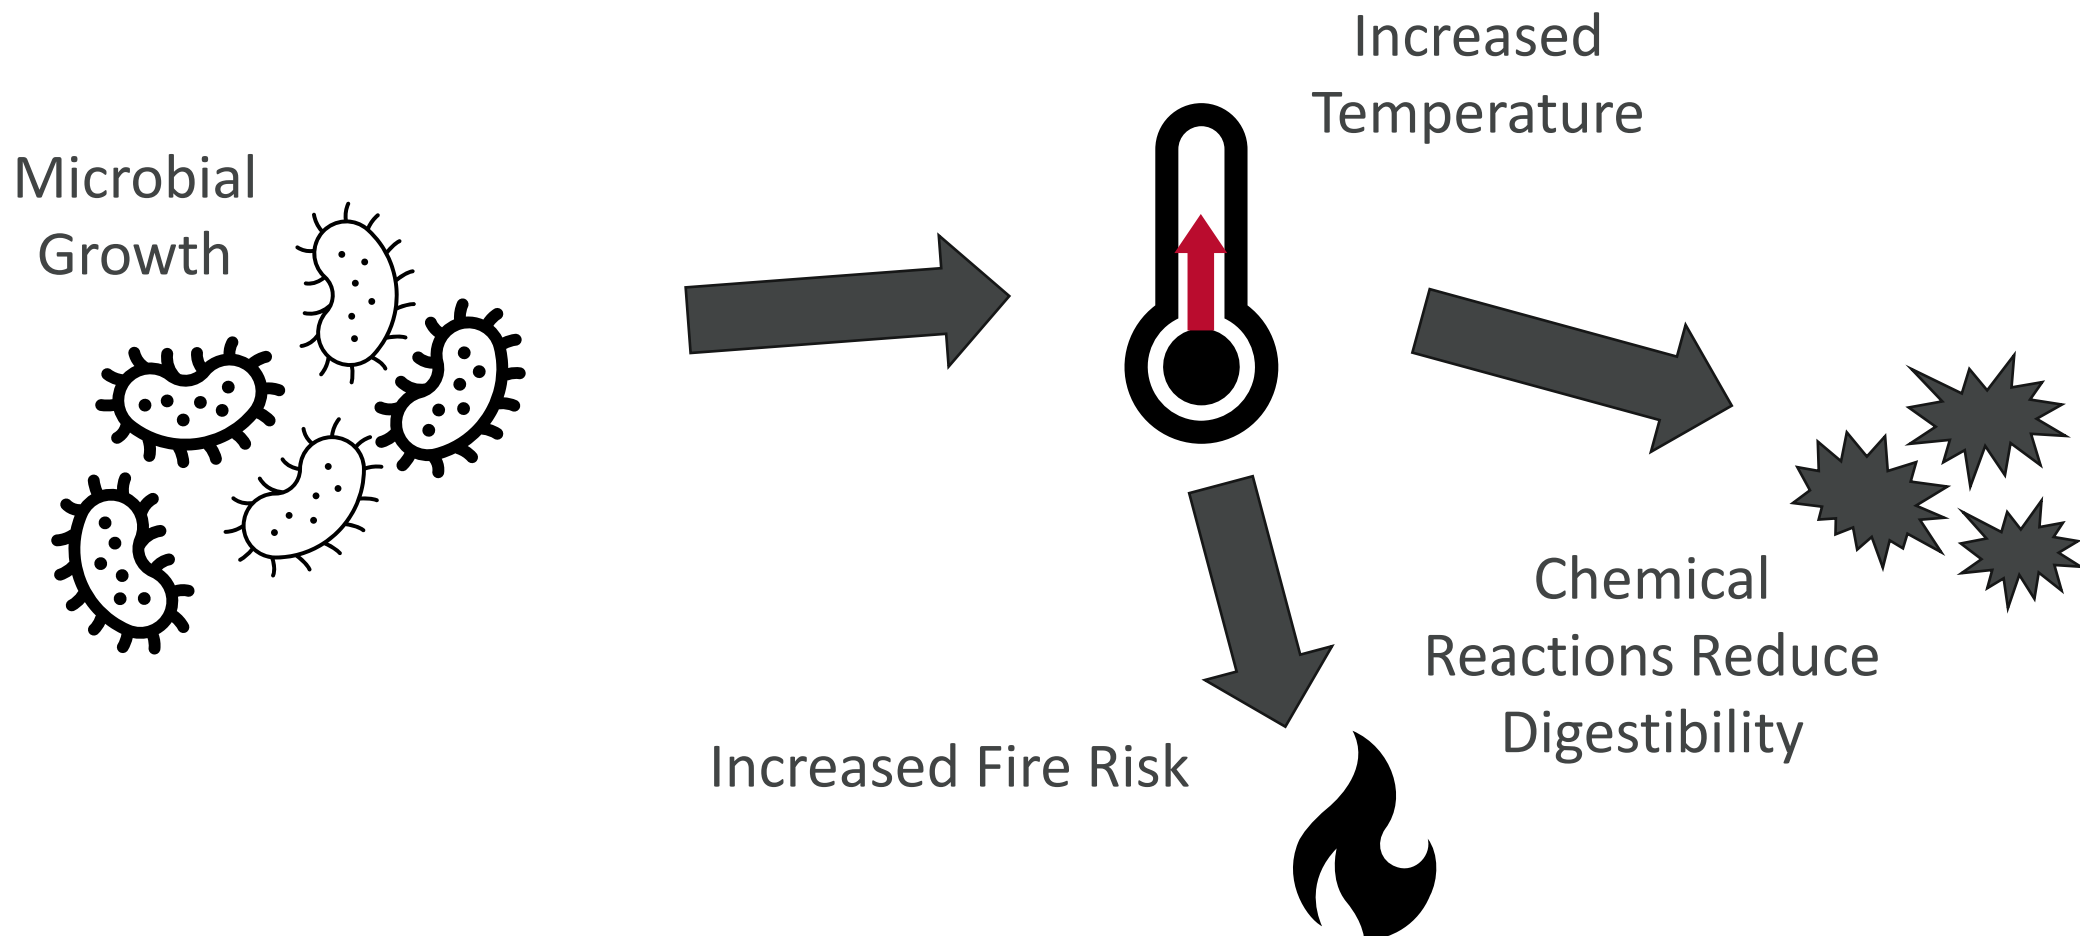 Microbial
Growth
Increased
Temperature
Increased Fire Risk
Chemical
Reactions Reduce
Digestibility